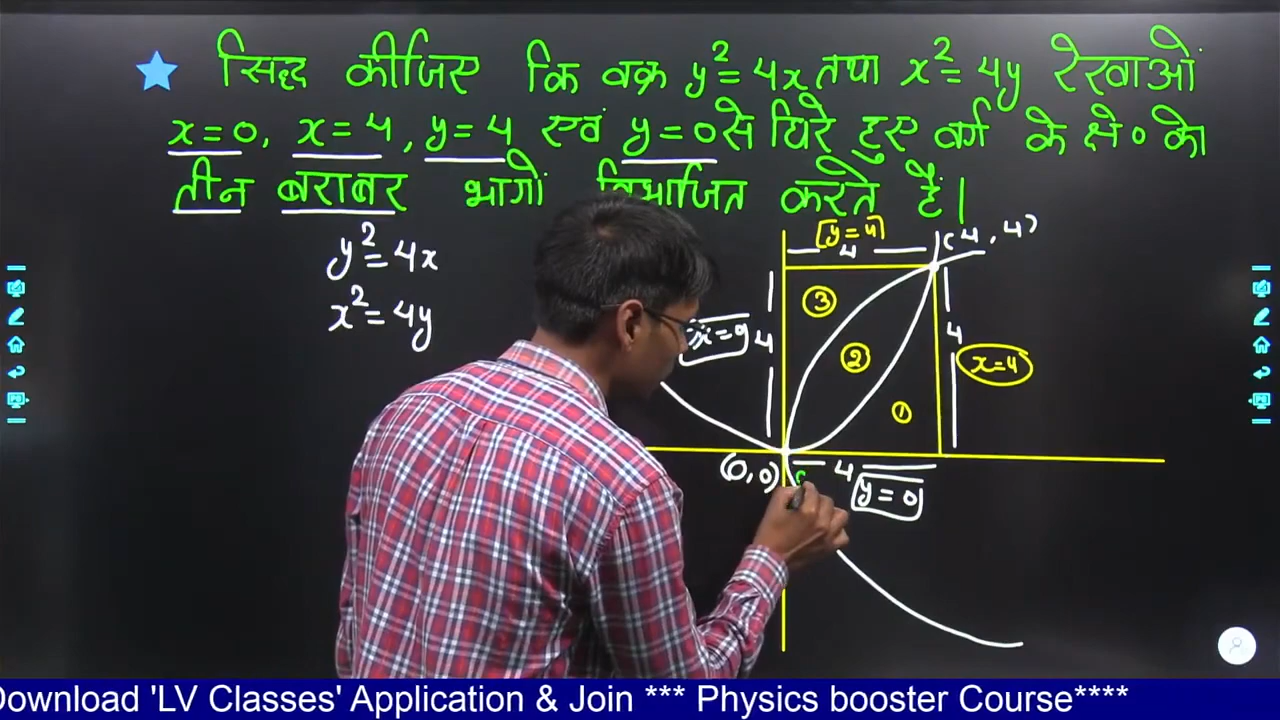 सिद्ध कीजिए कि वक्र y² = 4x तथा x² = 4y रेखाओं
x=0, x=4, y=4 एवं y=0 से घिरे हुए वर्ग के क्षे० को
तीन बराबर भागों विभाजित करते हैं।
y² = 4x
x² = 4y
y=4
(4,4)
4
3
4
4
x=4
2
1
(0,0)
4
y=0
Download 'LV Classes' Application & Join *** Physics booster Course****